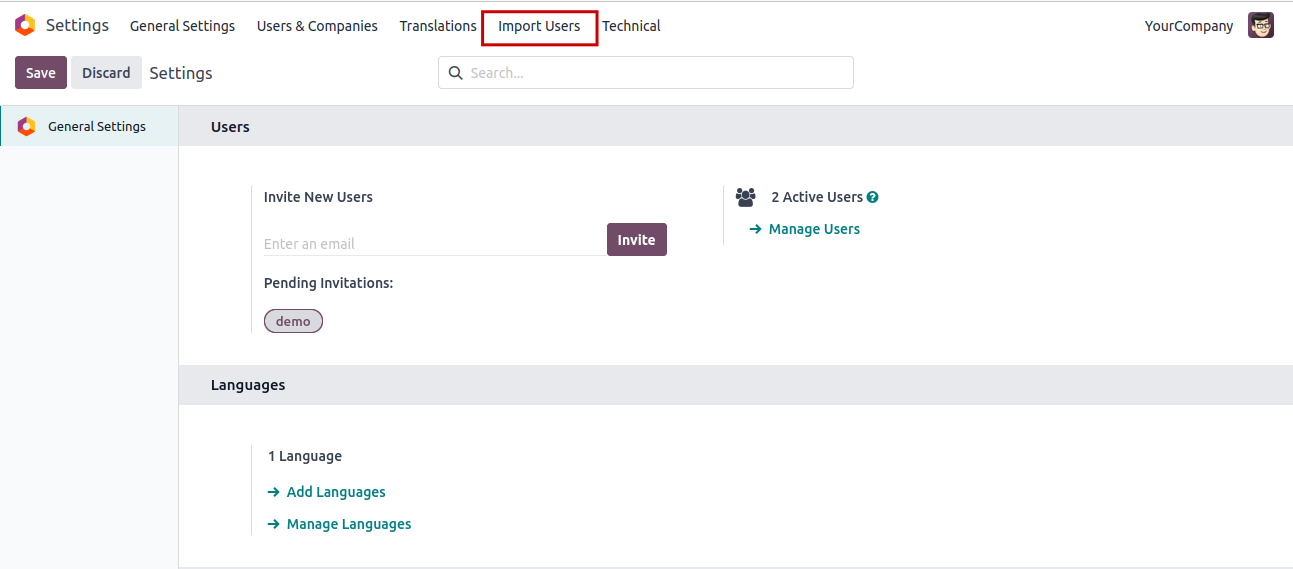 Settings General Settings Users & Companies Translations Import Users Technical YourCompany
Save Discard Settings Search...
General Settings
Users
Invite New Users
2 Active Users ?
Enter an email Invite
Manage Users
Pending Invitations:
demo
Languages
1 Language
Add Languages
Manage Languages